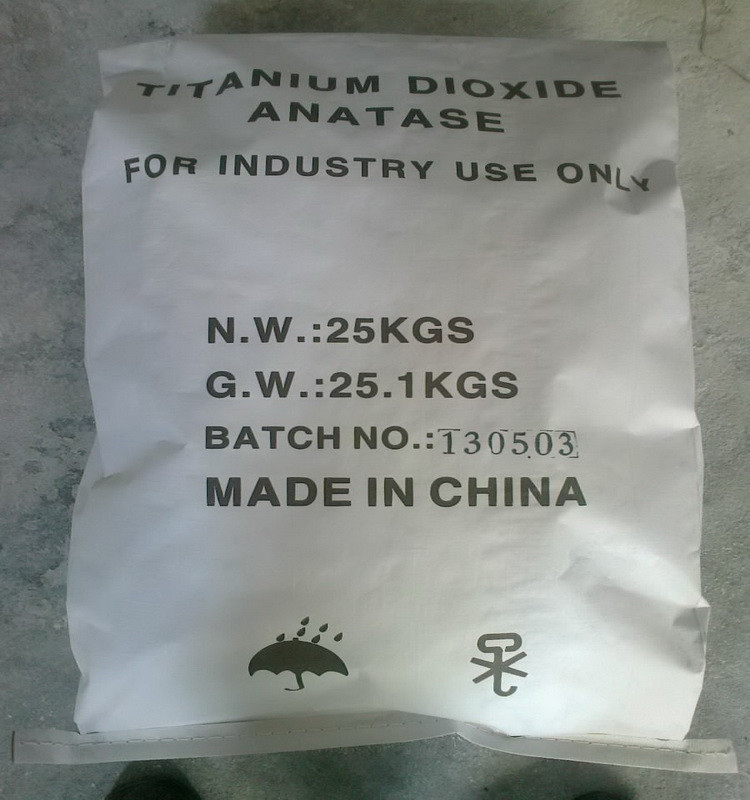 TITANIUM DIOXIDE
ANATASE
FOR INDUSTRY USE ONLY
N.W.:25KGS
G.W.:25.1KGS
BATCH NO.:130503
MADE IN CHINA